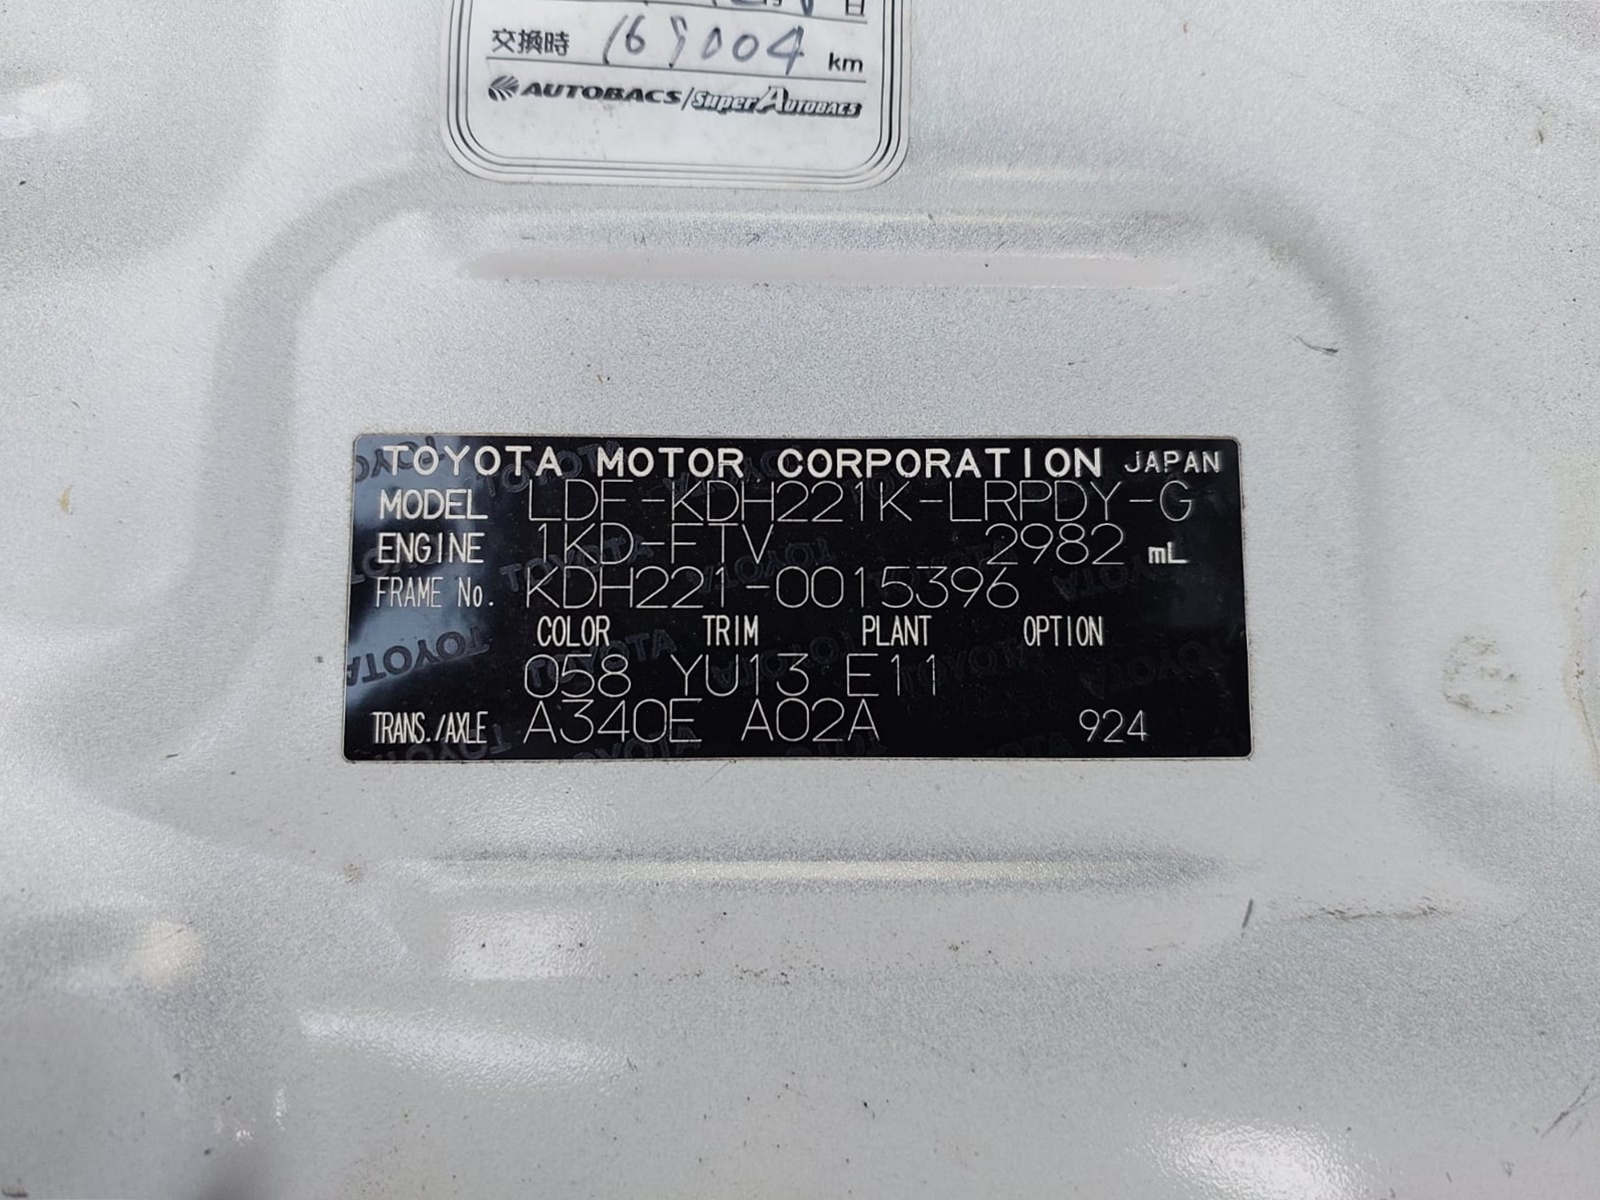 交換時 169004 km
AUTOBACS/Super AUTOBACS
TOYOTA MOTOR CORPORATION JAPAN
MODEL LDF-KDH221K-LRPDY-G
ENGINE 1KD-FTV 2982 mL
FRAME No. KDH221-0015396
COLOR TRIM PLANT OPTION
058 YU13 E11
TRANS./AXLE A340E A02A 924